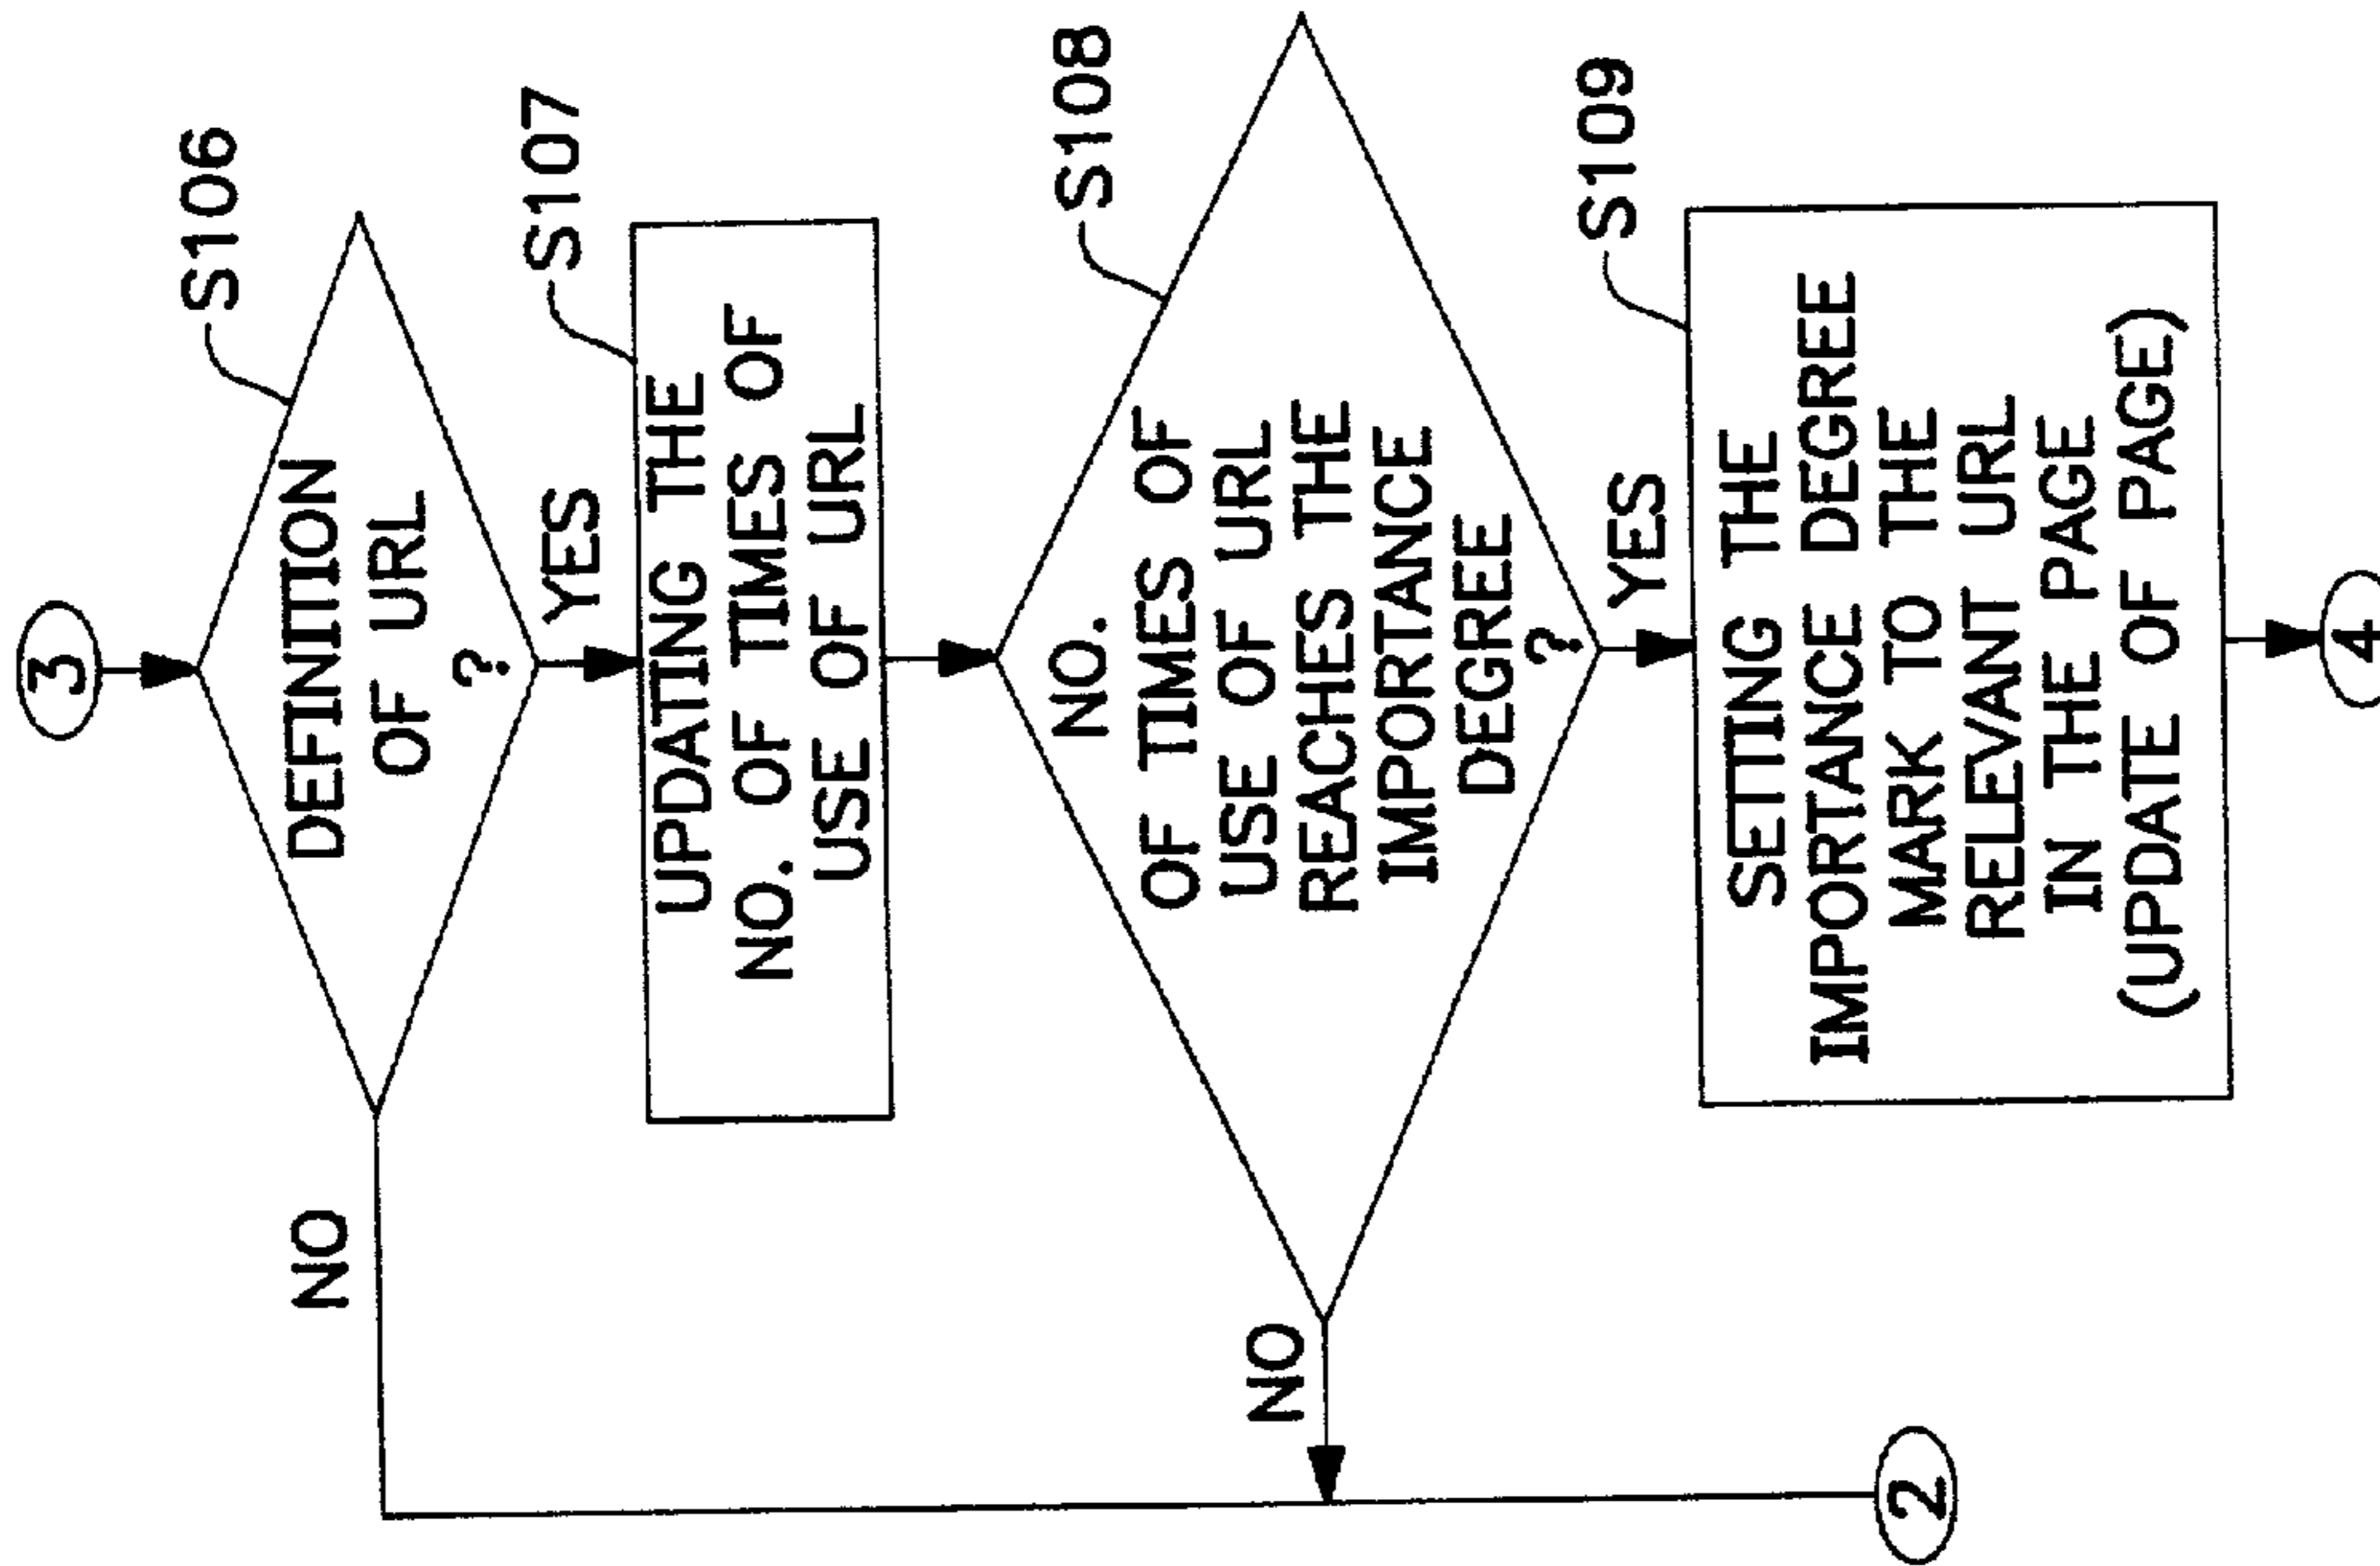 3
S106
DEFINITION
OF URL
?
NO
YES
S107
UPDATING THE
NO. OF TIMES OF
USE OF URL
S108
NO.
OF TIMES OF
USE OF URL
REACHES THE
IMPORTANCE
DEGREE
?
NO
YES
S109
SETTING THE
IMPORTANCE DEGREE
MARK TO THE
RELEVANT URL
IN THE PAGE
(UPDATE OF PAGE)
2
4